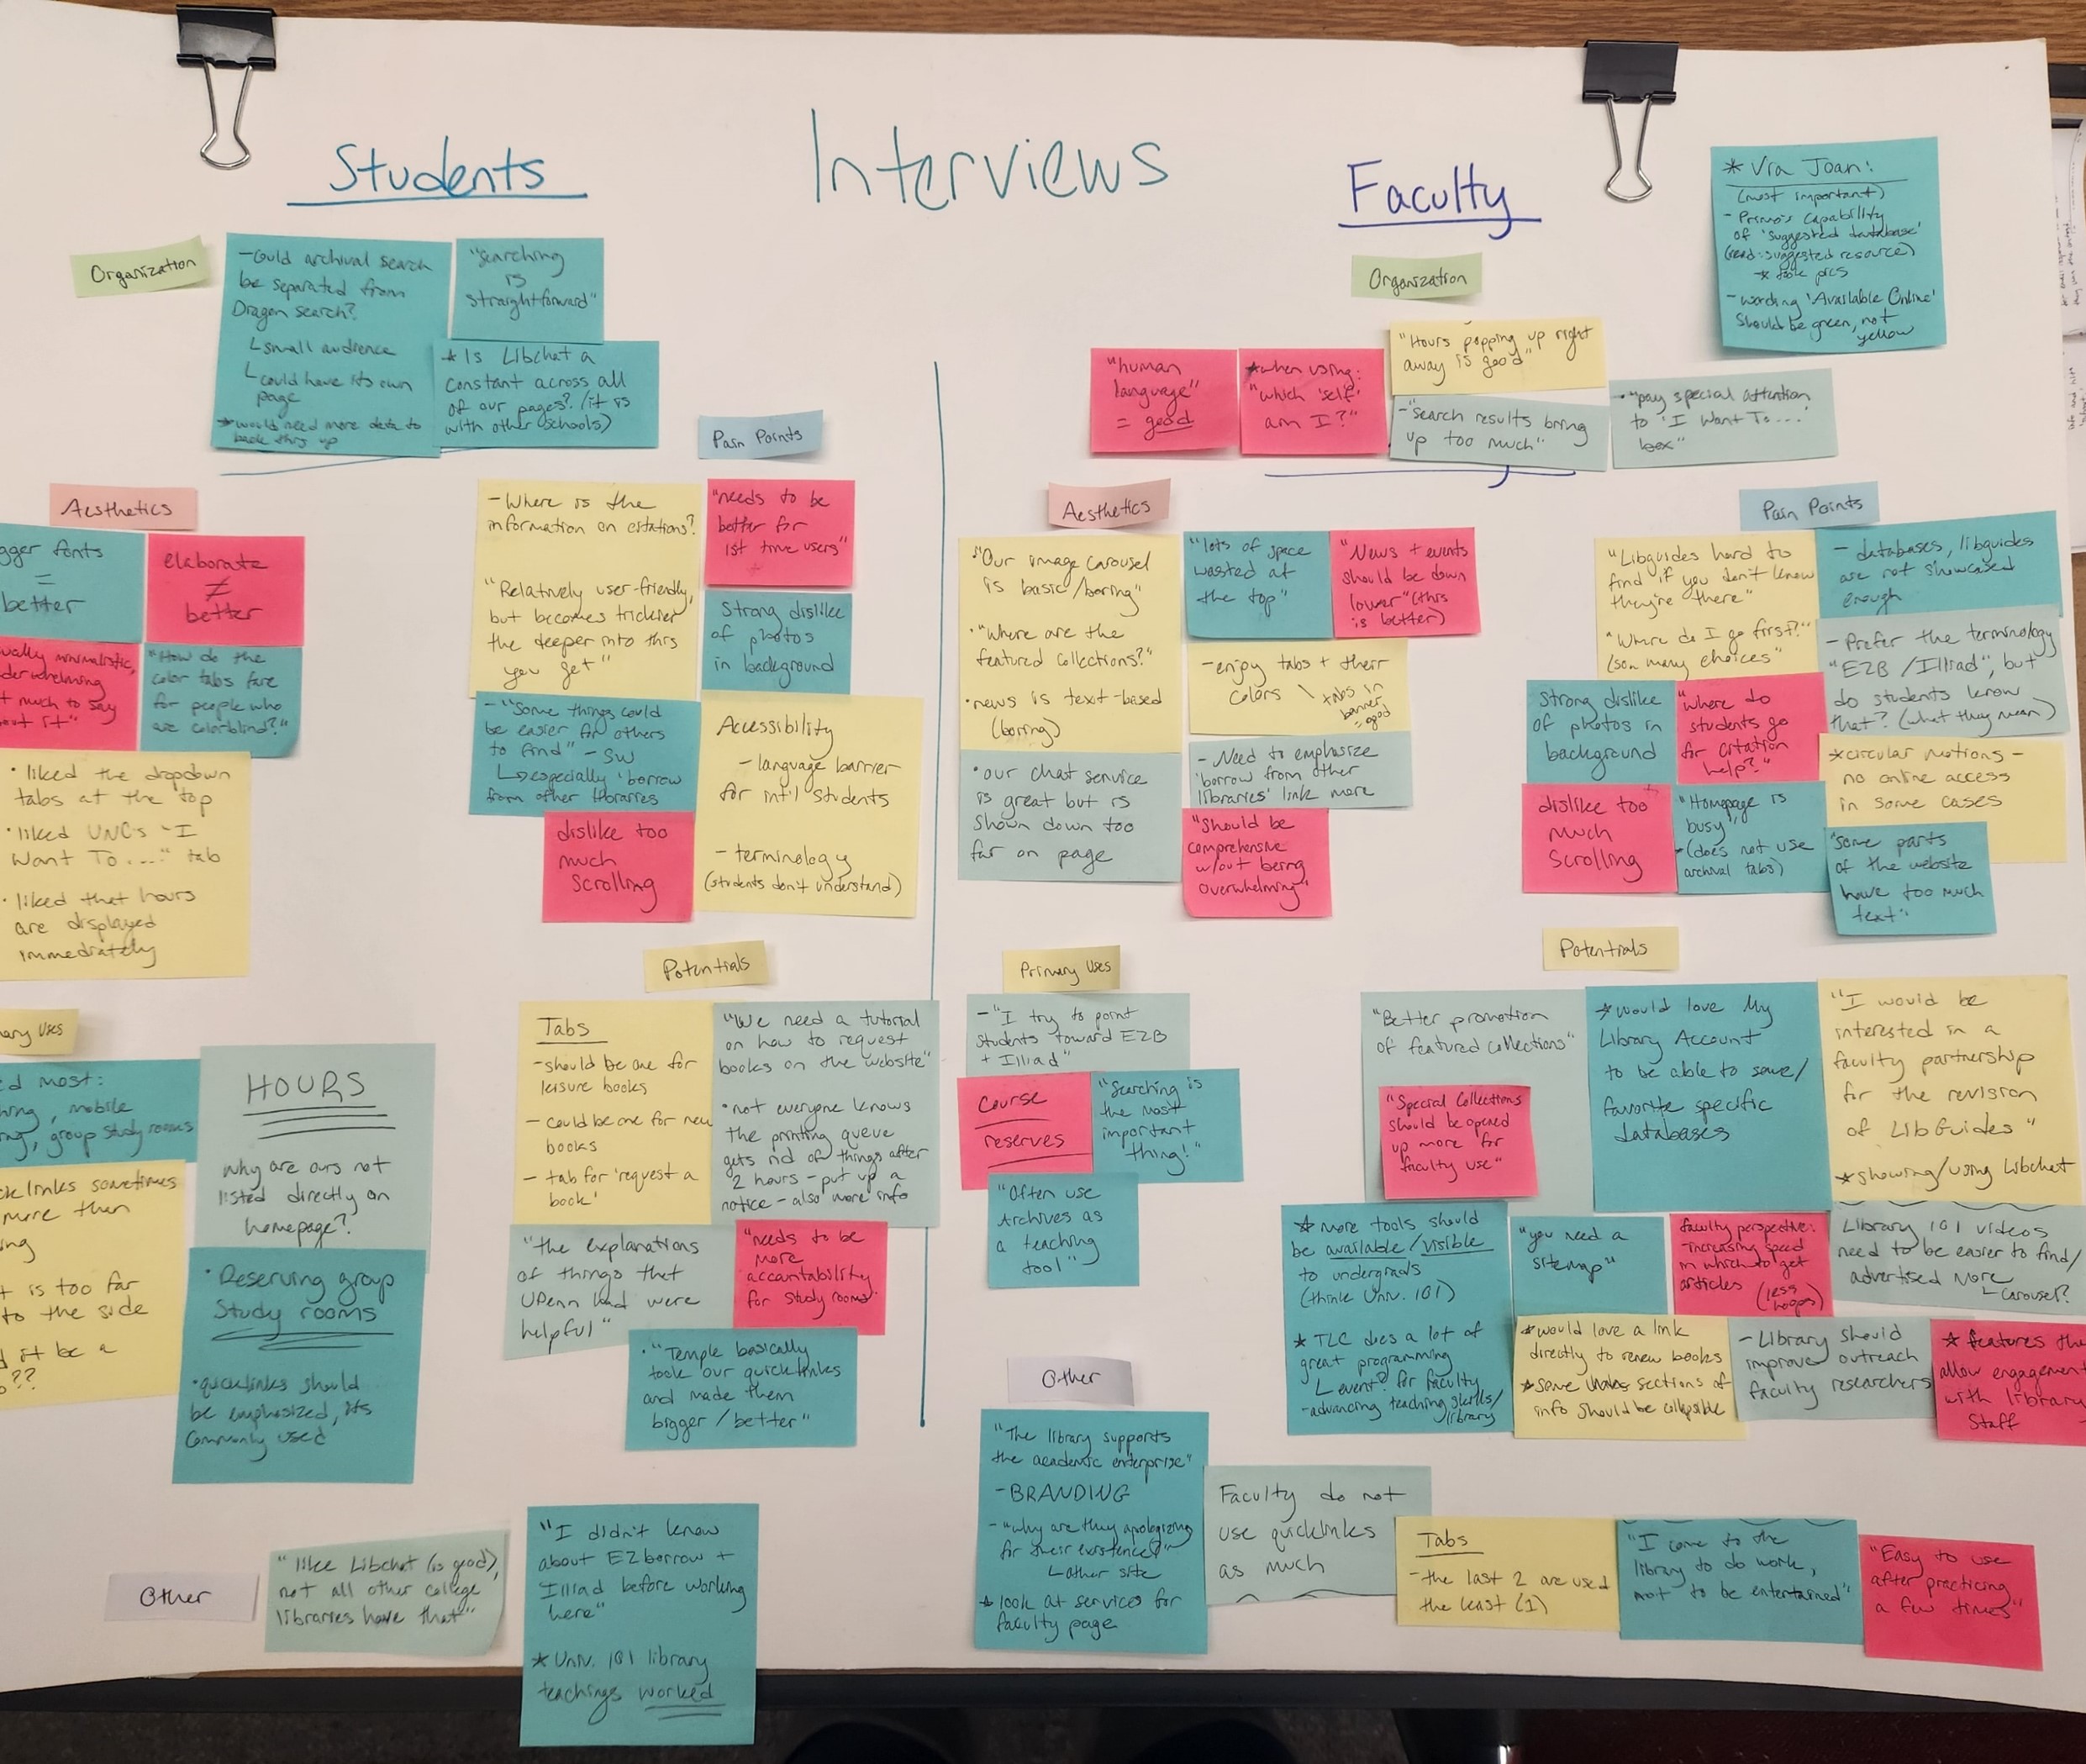 Interviews
Students
Organization
-Could archival search
be separated from
Dragon search?
small audience
could have its own
page
*would need more data to
back this up
"Searching
is
straightforward"
* Is Libchat a
constant across all
of our pages? (it is
with other schools)
Pain Points
- Where is the
information on citations?
"Relatively user-friendly,
but becomes trickier
the deeper into this
you get"
"needs to be
better for
1st time users"
Strong dislike
of photos
in background
- "Some things could
be easier for others
to find" - SW
especially 'borrow
from other libraries
Accessibility
- language barrier
for int'l students
- terminology
(students don't understand)
dislike too
much
Scrolling
Aesthetics
gger fonts
=
better
elaborate
≠
better
ually minimalistic,
derwhelming
t much to say
out it"
"How do the
color tabs fare
for people who
are colorblind?"
• liked the dropdown
tabs at the top
• liked UNC's "I
Want To...." tab
• liked that hours
are displayed
immediately
ary Uses
ed most:
, mobile
ng, group study rooms
HOURS
why are ours not
listed directly on
homepage?
ck links sometimes
more than
ng
t is too far
to the side
d it be a
??
• Reserving group
Study rooms
• quicklinks should
be emphasized, its
commonly used
Potentials
Tabs
- should be one for
leisure books
- could be one for new
books
- tab for 'request a
book'
"We need a tutorial
on how to request
books on the website"
• not everyone knows
the printing queue
gets rid of things after
2 hours - put up a
notice - also more info
"the explanations
of things that
UPenn had were
helpful"
"needs to be
more
accountability
for study rooms"
• "Temple basically
took our quicklinks
and made them
bigger / better"
Other
"like Libchat (is good),
not all other college
libraries have that"
"I didn't know
about EZborrow +
Illiad before working
here"
* Univ. 101 library
teachings worked
Faculty
* Via Joan:
(most important)
- Primo's capability
of 'suggested database'
(read: suggested resource)
* took pics
- wording 'Available Online'
Should be green, not
yellow
Organization
"human
language"
= good
*when using:
"which 'self'
am I?"
"Hours popping up right
away is good"
- "search results bring
up too much"
• "pay special attention
to 'I Want To...'
box"
Aesthetics
"Our image carousel
is basic/boring"
• "Where are the
featured collections?"
• news is text-based
(boring)
"lots of space
wasted at
the top"
"News + events
should be down
lower" (this
is better)
- enjoy tabs + their
colors
tabs in
banner
= good
• our chat service
is great but is
shown down too
far on page
- Need to emphasize
'borrow from other
libraries' link more
"Should be
comprehensive
w/out being
overwhelming"
Pain Points
"Libguides hard to
find if you don't know
they're there"
"Where do I go first?"
(so many choices"
- databases, libguides
are not showcased
enough
- Prefer the terminology
"EZB / Illiad", but
do students know
that? (what they mean)
Strong dislike
of photos in
background
"where do
students go
for citation
help?"
*circular motions -
no online access
in some cases
dislike too
much
Scrolling
"Homepage is
busy"
(does not use
archival tabs)
"Some parts
of the website
have too much
text"
Primary Uses
- "I try to point
students toward EZB
+ Illiad"
Course
reserves
"Searching is
the most
important
thing!"
"Often use
Archives as
a teaching
tool"
Potentials
"Better promotion
of featured collections"
"Special Collections
should be opened
up more for
faculty use"
*would love My
Library Account
to be able to save/
favorite specific
databases
"I would be
interested in a
faculty partnership
for the revision
of LibGuides"
*showing/using Libchat
* more tools should
be available/visible
to undergrads
(think Univ. 101)
* TLC does a lot of
great programming
event? for faculty
- advancing teaching skills/
library
"you need a
sitemap"
faculty perspective:
- increasing speed
in which to get
articles
(less
hoops)
Library 101 videos
need to be easier to find/
advertised more
Carousel?
*would love a link
directly to renew books
*some sections of
info should be collapsible
- Library should
improve outreach
faculty researchers
* features tha
allow engagement
with library
Staff
Other
"The library supports
the academic enterprise"
- BRANDING
- "why are they apologizing
for their existence?"
other site
* look at services for
faculty page
Faculty do not
use quicklinks
as much
Tabs
- the last 2 are used
the least (1)
"I come to the
library to do work,
not to be entertained"
"Easy to use
after practicing
a few times"